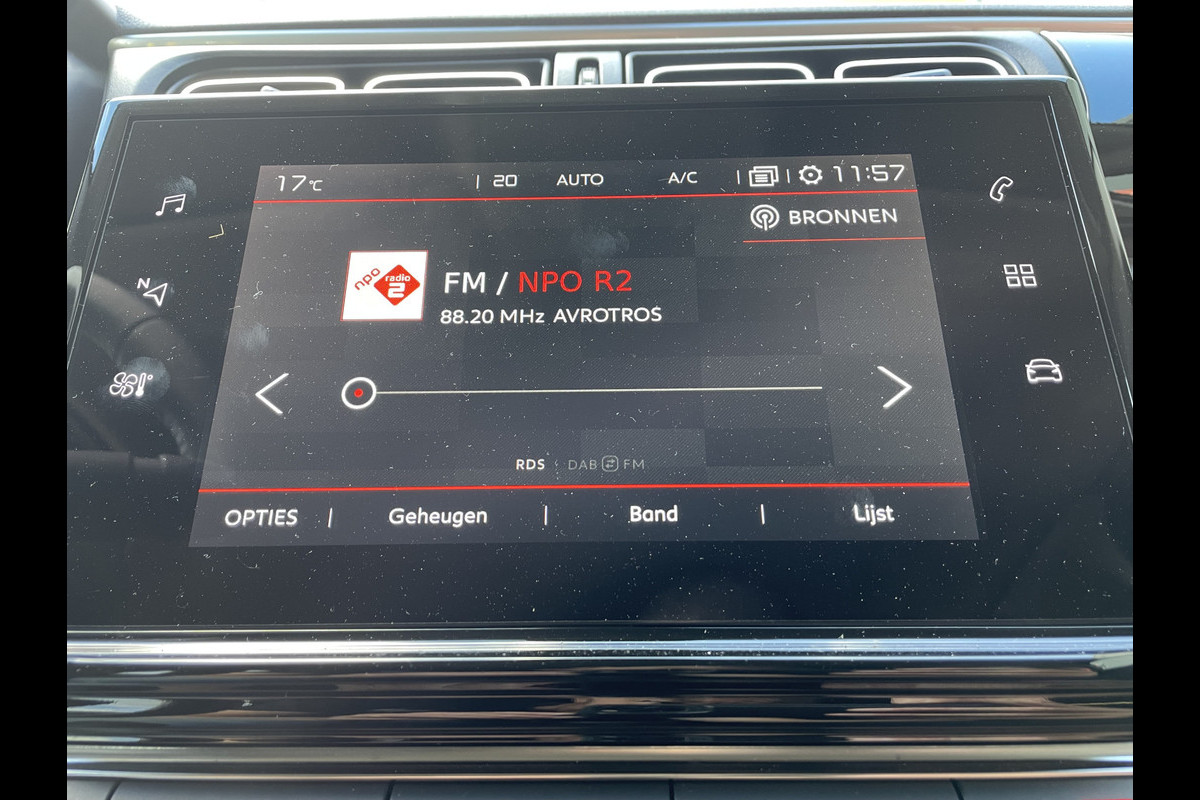 17°C | 20 AUTO A/C | | 11:57
BRONNEN
npo radio 2
FM / NPO R2
88.20 MHz AVROTROS
N
RDS DAB FM
OPTIES | Geheugen | Band | Lijst